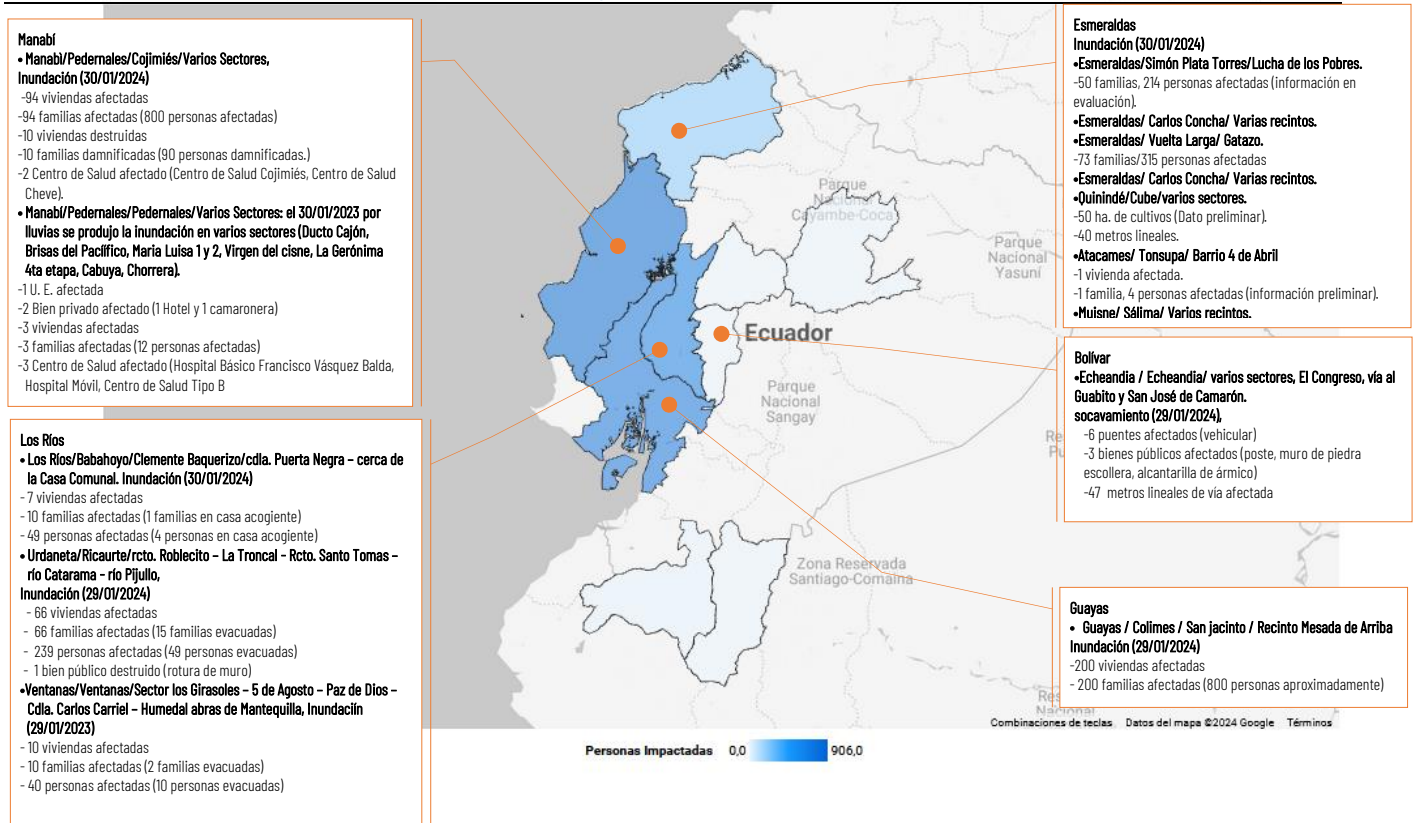 Manabí
• Manabì/Pedernales/Cojimiés/Varios Sectores,
Inundación (30/01/2024)
-94 viviendas afectadas
-94 familias afectadas (800 personas afectadas)
-10 viviendas destruidas
-10 familias damnificadas (90 personas damnificadas.)
-2 Centro de Salud afectado (Centro de Salud Cojimiés, Centro de Salud
Cheve).
• Manabí/Pedernales/Pedernales/Varios Sectores: el 30/01/2023 por
lluvias se produjo la inundación en varios sectores (Ducto Cajón,
Brisas del Pacífifico, Maria Luisa 1 y 2, Virgen del cisne, La Gerónima
4ta etapa, Cabuya, Chorrera).
-1 U. E. afectada
-2 Bien privado afectado (1 Hotel y 1 camaronera)
-3 viviendas afectadas
-3 familias afectadas (12 personas afectadas)
-3 Centro de Salud afectado (Hospital Básico Francisco Vásquez Balda,
Hospital Móvil, Centro de Salud Tipo B
Los Ríos
• Los Ríos/Babahoyo/Clemente Baquerizo/cdla. Puerta Negra – cerca de
la Casa Comunal. Inundación (30/01/2024)
- 7 viviendas afectadas
- 10 familias afectadas (1 familias en casa acogiente)
- 49 personas afectadas (4 personas en casa acogiente)
• Urdaneta/Ricaurte/rcto. Roblecito – La Troncal - Rcto. Santo Tomas –
río Catarama - río Pijullo,
Inundación (29/01/2024)
- 66 viviendas afectadas
- 66 familias afectadas (15 familias evacuadas)
- 239 personas afectadas (49 personas evacuadas)
- 1 bien público destruido (rotura de muro)
•Ventanas/Ventanas/Sector los Girasoles – 5 de Agosto – Paz de Dios –
Cdla. Carlos Carriel – Humedal abras de Mantequilla, Inundaciín
(29/01/2023)
- 10 viviendas afectadas
- 10 familias afectadas (2 familias evacuadas)
- 40 personas afectadas (10 personas evacuadas)
Parque
Nacional
Cayambe-Coca
Parque
Nacional
Yasuní
Ecuador
Parque
Nacional
Sangay
Zona Reservada
Santiago-Comaina
Re
Pu
Res
Nacional
Combinaciones de teclas Datos del mapa ©2024 Google Términos
Personas Impactadas 0,0 906,0
Esmeraldas
Inundación (30/01/2024)
•Esmeraldas/Simón Plata Torres/Lucha de los Pobres.
-50 familias, 214 personas afectadas (información en
evaluación).
•Esmeraldas/ Carlos Concha/ Varias recintos.
•Esmeraldas/ Vuelta Larga/ Gatazo.
-73 familias/315 personas afectadas
•Esmeraldas/ Carlos Concha/ Varias recintos.
•Quinindé/Cube/varios sectores.
-50 ha. de cultivos (Dato preliminar).
-40 metros lineales.
•Atacames/ Tonsupa/ Barrio 4 de Abril
-1 vivienda afectada.
-1 familia, 4 personas afectadas (información preliminar).
•Muisne/ Sálima/ Varios recintos.
Bolívar
•Echeandia / Echeandia/ varios sectores, El Congreso, vía al
Guabito y San José de Camarón.
socavamiento (29/01/2024),
-6 puentes afectados (vehicular)
-3 bienes públicos afectados (poste, muro de piedra
escollera, alcantarilla de ármico)
-47 metros lineales de vía afectada
Guayas
• Guayas / Colimes / San jacinto / Recinto Mesada de Arriba
Inundación (29/01/2024)
-200 viviendas afectadas
- 200 familias afectadas (800 personas aproximadamente)